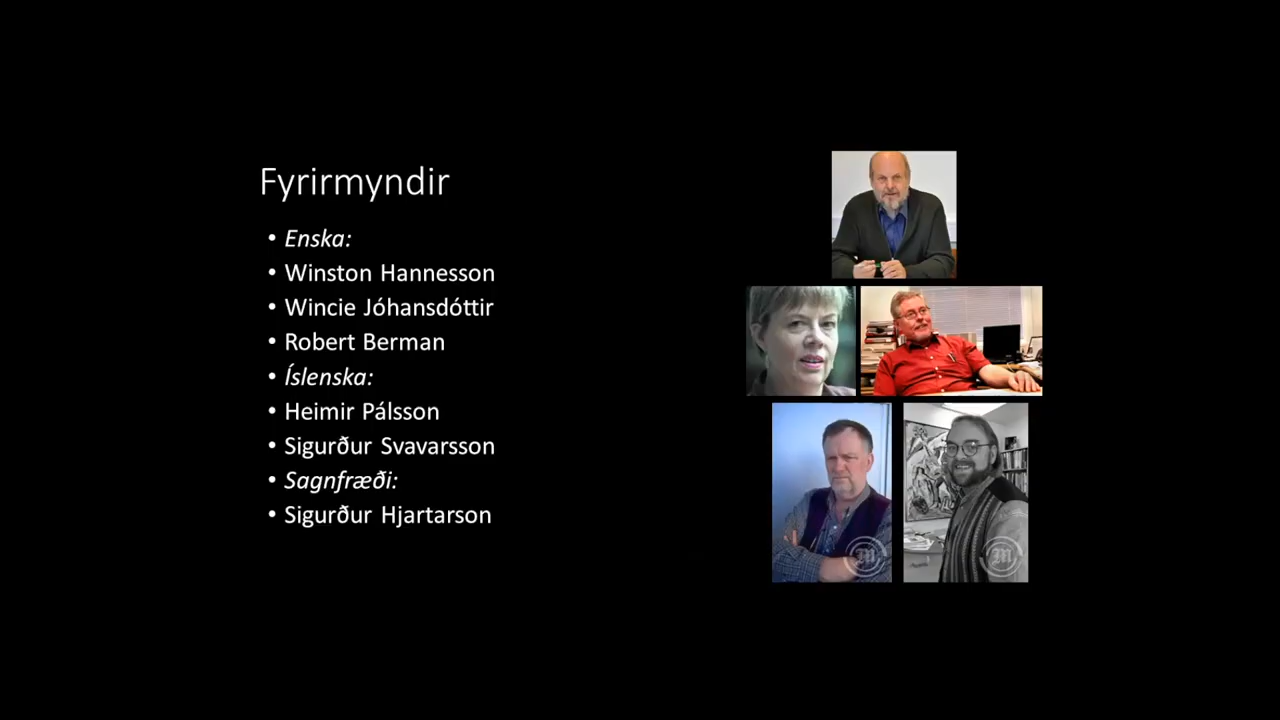 Fyrirmyndir
• Enska:
• Winston Hannesson
• Wincie Jóhansdóttir
• Robert Berman
• Íslenska:
• Heimir Pálsson
• Sigurður Svavarsson
• Sagnfræði:
• Sigurður Hjartarson
M
M